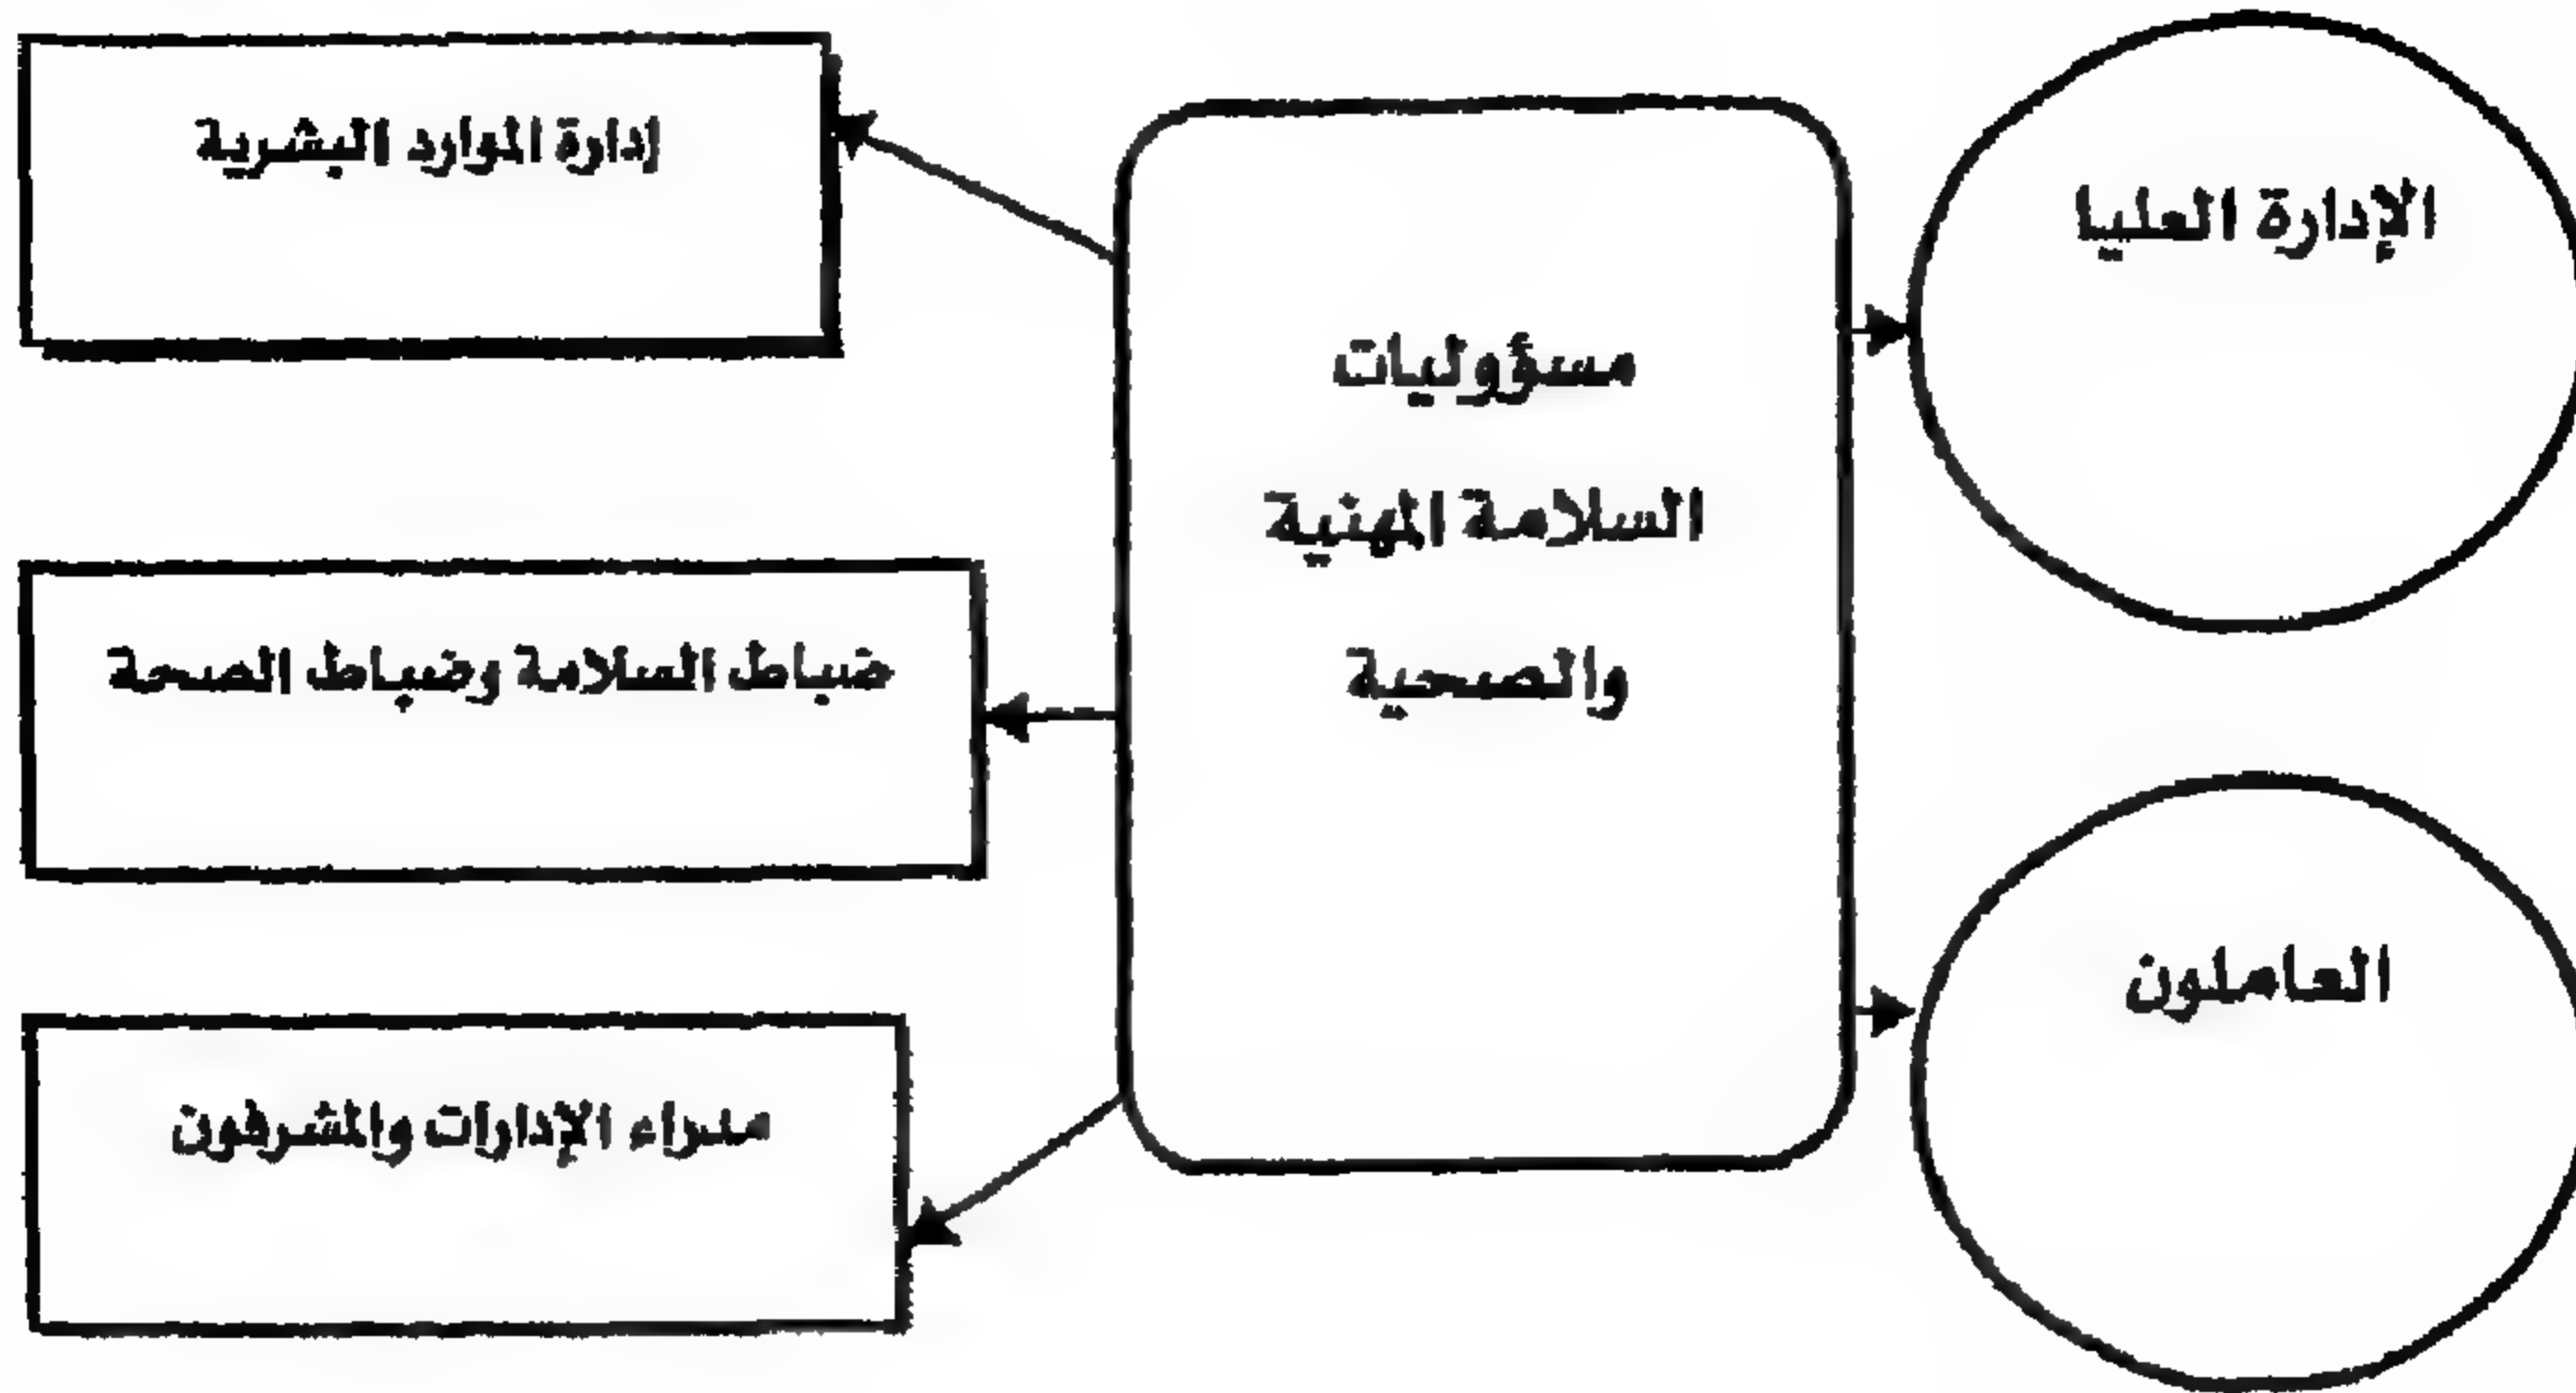 الإدارة العليا
العاملون
مسؤوليات
السلامة المهنية
والصحية
إدارة الموارد البشرية
ضباط السلامة وضباط الصحة
مدراء الإدارات والمشرفون